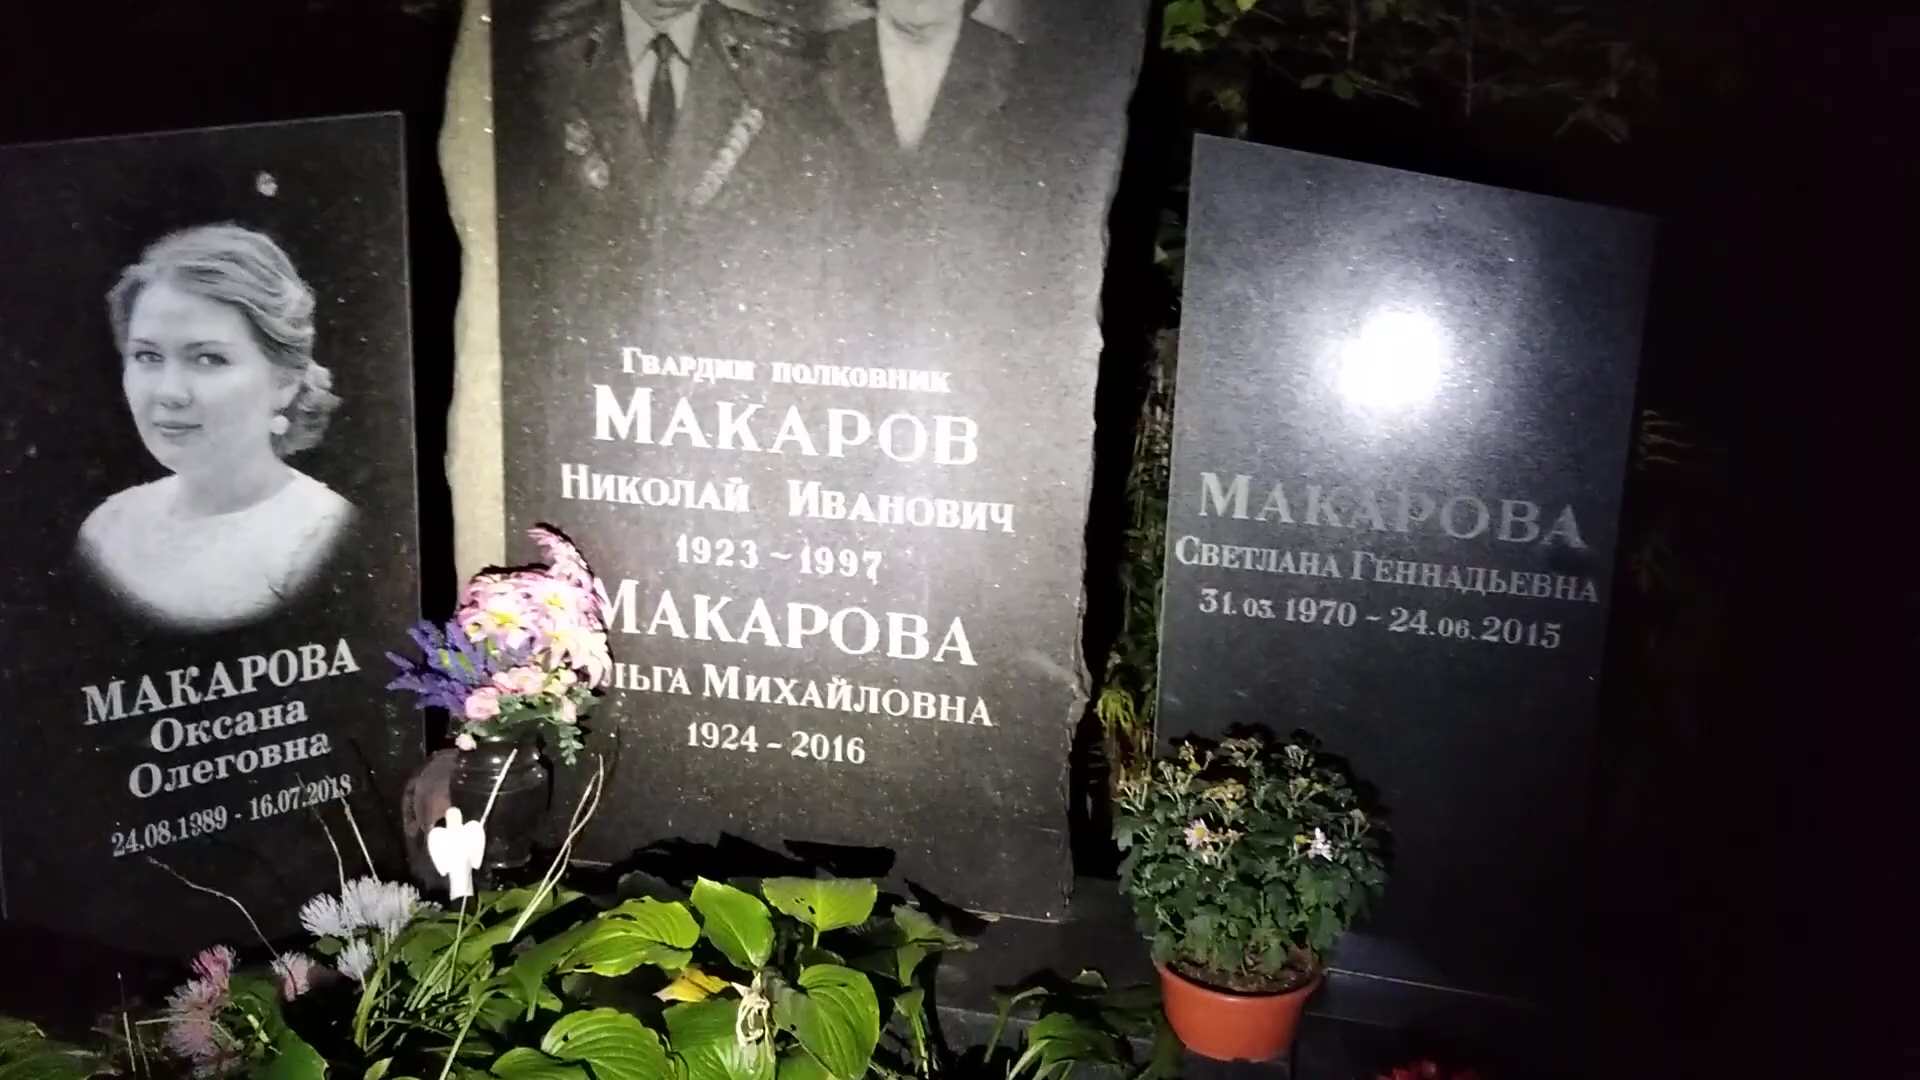 МАКАРОВА
Оксана
Олеговна
24.08.1989 - 16.07.2018
Гвардии полковник
МАКАРОВ
Николай Иванович
1923 ~ 1997
МАКАРОВА
Михайловна
1924 - 2016
МАКАРОВА
Светлана Геннадьевна
31.03.1970 - 24.06.2015